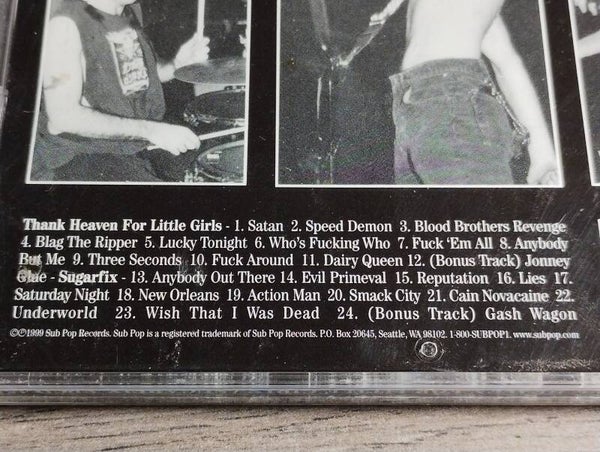 Thank Heaven For Little Girls - 1. Satan 2. Speed Demon 3. Blood Brothers Revenge
4. Blag The Ripper 5. Lucky Tonight 6. Who's Fucking Who 7. Fuck 'Em All 8. Anybody
But Me 9. Three Seconds 10. Fuck Around 11. Dairy Queen 12. (Bonus Track) Jonney
Glue - Sugarfix - 13. Anybody Out There 14. Evil Primeval 15. Reputation 16. Lies 17.
Saturday Night 18. New Orleans 19. Action Man 20. Smack City 21. Cain Novacaine 22.
Underworld 23. Wish That I Was Dead 24. (Bonus Track) Gash Wagon
©℗1999 Sub Pop Records. Sub Pop is a registered trademark of Sub Pop Records. P.O. Box 20645, Seattle, WA 98102. 1-800-SUBPOP1. www.subpop.com